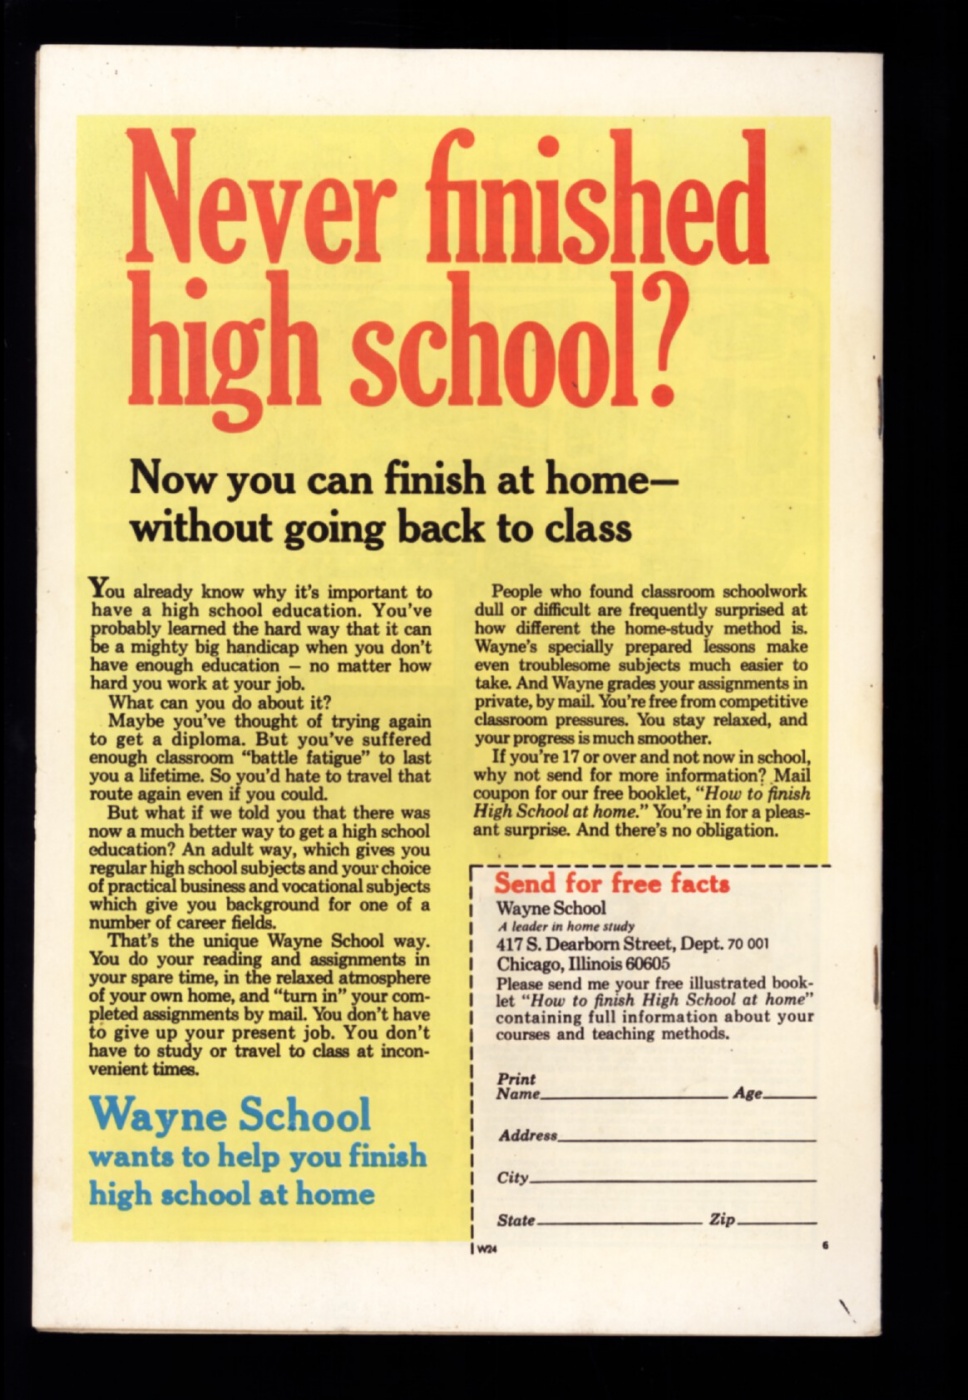 Never finished
high school?
Now you can finish at home—
without going back to class
You already know why it's important to
have a high school education. You've
probably learned the hard way that it can
be a mighty big handicap when you don't
have enough education — no matter how
hard you work at your job.
What can you do about it?
Maybe you've thought of trying again
to get a diploma. But you've suffered
enough classroom "battle fatigue" to last
you a lifetime. So you'd hate to travel that
route again even if you could.
But what if we told you that there was
now a much better way to get a high school
education? An adult way, which gives you
regular high school subjects and your choice
of practical business and vocational subjects
which give you background for one of a
number of career fields.
That's the unique Wayne School way.
You do your reading and assignments in
your spare time, in the relaxed atmosphere
of your own home, and "turn in" your com-
pleted assignments by mail. You don't have
to give up your present job. You don't
have to study or travel to class at incon-
venient times.
Wayne School
wants to help you finish
high school at home
People who found classroom schoolwork
dull or difficult are frequently surprised at
how different the home-study method is.
Wayne's specially prepared lessons make
even troublesome subjects much easier to
take. And Wayne grades your assignments in
private, by mail. You're free from competitive
classroom pressures. You stay relaxed, and
your progress is much smoother.
If you're 17 or over and not now in school,
why not send for more information? Mail
coupon for our free booklet, "How to finish
High School at home." You're in for a pleas-
ant surprise. And there's no obligation.
Send for free facts
Wayne School
A leader in home study
417 S. Dearborn Street, Dept. 70 001
Chicago, Illinois 60605
Please send me your free illustrated book-
let "How to finish High School at home"
containing full information about your
courses and teaching methods.
Print
Name Age
Address
City
State Zip
W24 6